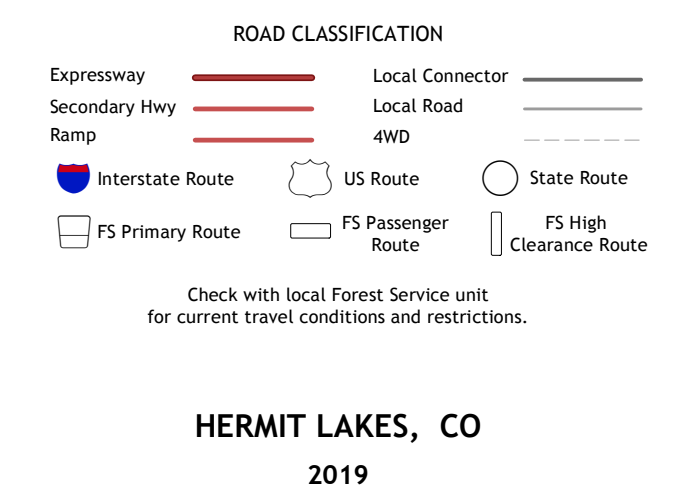 ROAD CLASSIFICATION
Expressway
Local Connector
Secondary Hwy
Local Road
Ramp
4WD
Interstate Route
US Route
State Route
FS Primary Route
FS Passenger
Route
FS High
Clearance Route
Check with local Forest Service unit
for current travel conditions and restrictions.
HERMIT LAKES, CO
2019